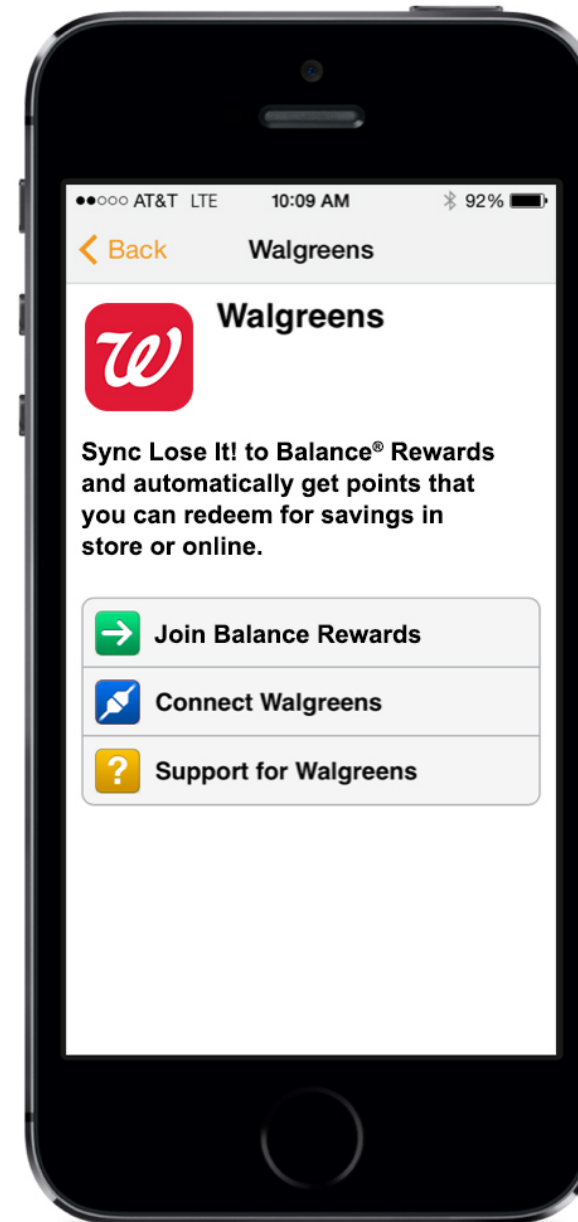 ●●○○○ AT&T LTE 10:09 AM 92%
Back Walgreens
W
Walgreens
Sync Lose It! to Balance® Rewards
and automatically get points that
you can redeem for savings in
store or online.
Join Balance Rewards
Connect Walgreens
? Support for Walgreens